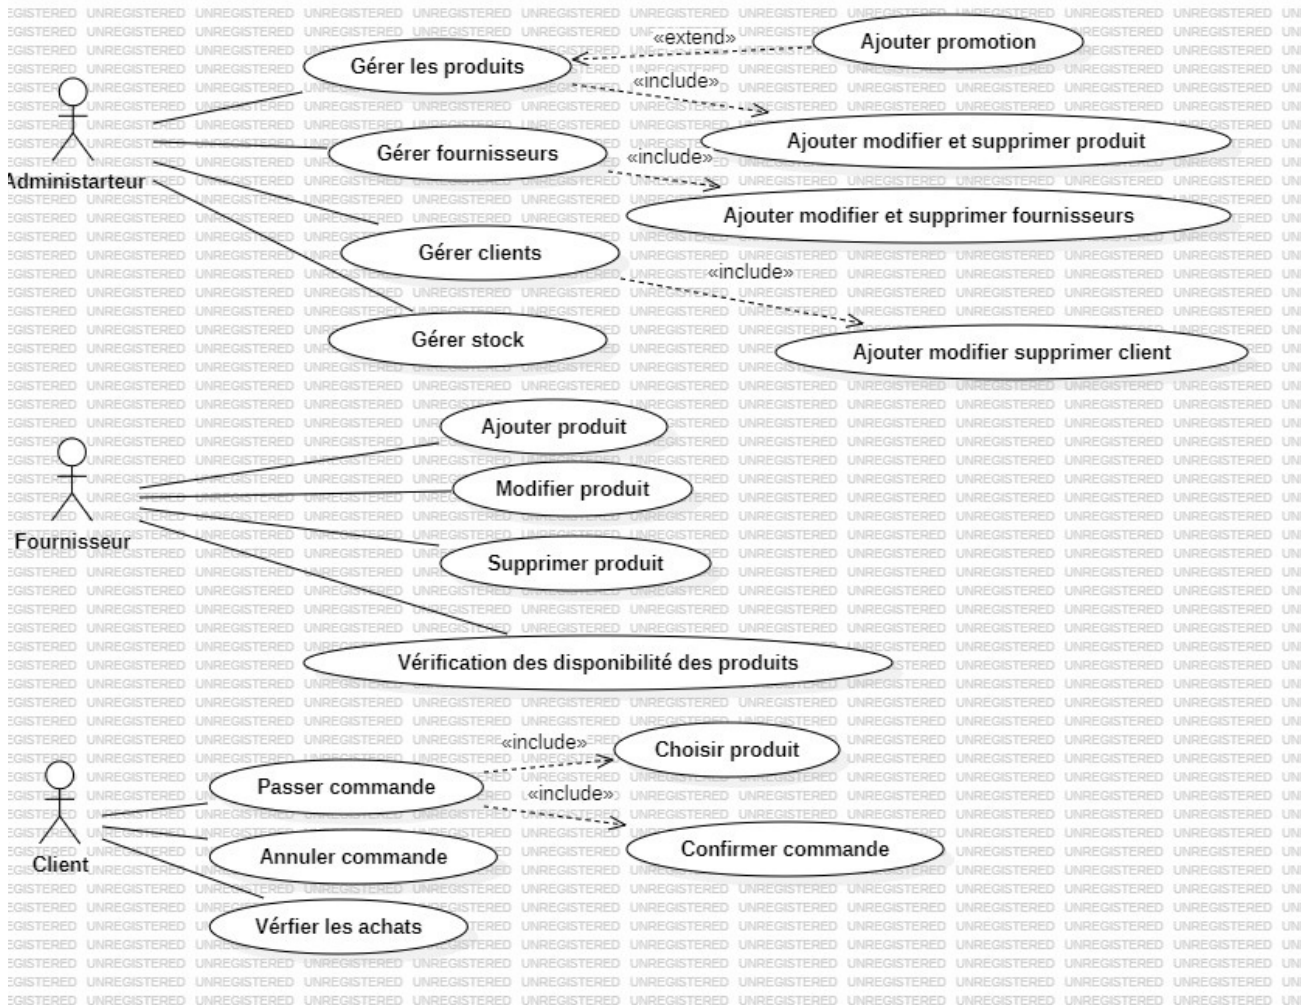 «extend»
Ajouter promotion
Gérer les produits
«include»
Ajouter modifier et supprimer produit
Gérer fournisseurs
«include»
Administarteur
Ajouter modifier et supprimer fournisseurs
Gérer clients
«include»
Gérer stock
Ajouter modifier supprimer client
Ajouter produit
Modifier produit
Fournisseur
Supprimer produit
Vérification des disponibilité des produits
«include»
Choisir produit
Passer commande
«include»
Confirmer commande
Annuler commande
Client
Vérfier les achats
UNREGISTERED